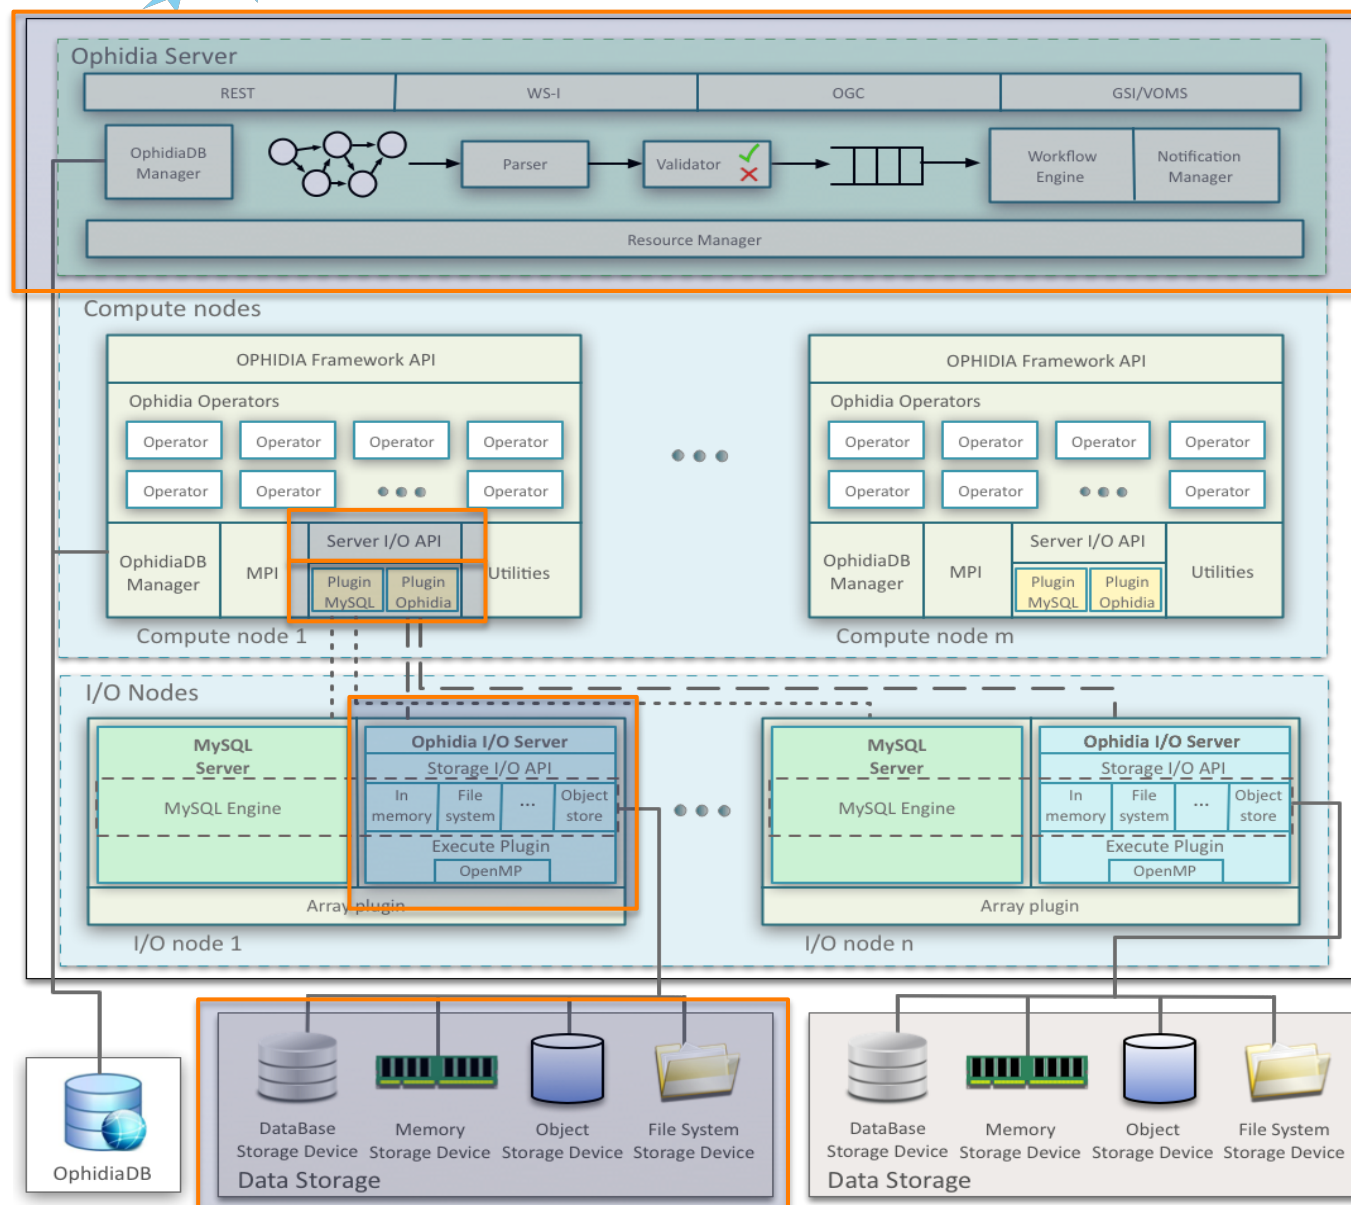 Ophidia Server
REST WS-I OGC GSI/VOMS
OphidiaDB
Manager
Parser
Validator
Workflow
Engine
Notification
Manager
Resource Manager
Compute nodes
OPHIDIA Framework API
Ophidia Operators
Operator Operator Operator Operator
Operator Operator Operator
OphidiaDB
Manager
MPI
Server I/O API
Plugin
MySQL
Plugin
Ophidia
Utilities
Compute node 1
OPHIDIA Framework API
Ophidia Operators
Operator Operator Operator Operator
Operator Operator Operator
OphidiaDB
Manager
MPI
Server I/O API
Plugin
MySQL
Plugin
Ophidia
Utilities
Compute node m
I/O Nodes
MySQL
Server
MySQL Engine
Ophidia I/O Server
Storage I/O API
In
memory
File
system
...
Object
store
Execute Plugin
OpenMP
Array plugin
I/O node 1
MySQL
Server
MySQL Engine
Ophidia I/O Server
Storage I/O API
In
memory
File
system
...
Object
store
Execute Plugin
OpenMP
Array plugin
I/O node n
OphidiaDB
DataBase
Storage Device
Memory
Storage Device
Object
Storage Device
File System
Storage Device
Data Storage
DataBase
Storage Device
Memory
Storage Device
Object
Storage Device
File System
Storage Device
Data Storage